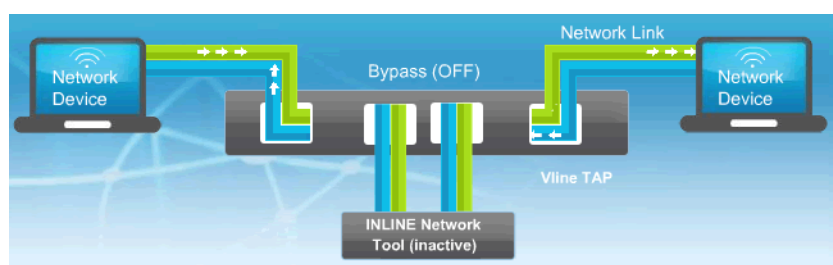 Network Link
Network
Device
Bypass (OFF)
Network
Device
Vline TAP
INLINE Network
Tool (inactive)